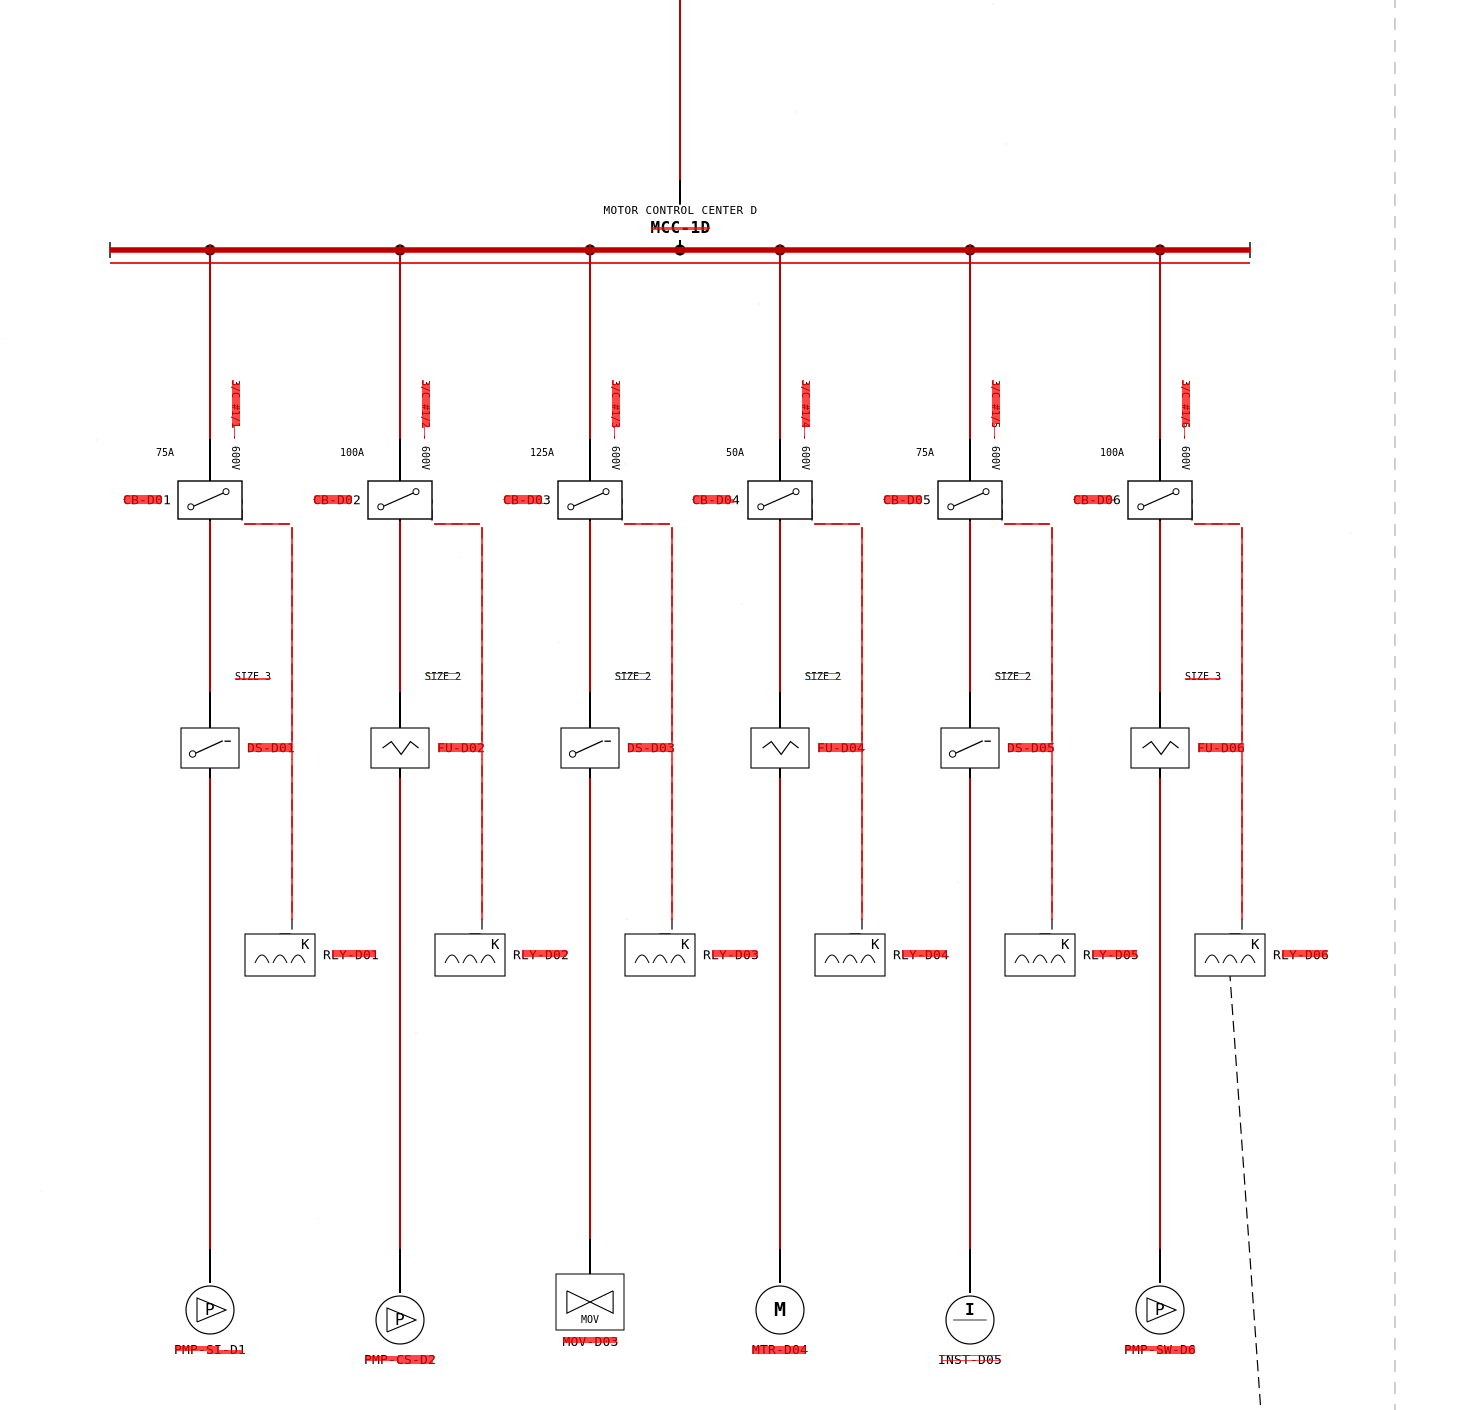 MOTOR CONTROL CENTER D
MCC-1D
3/C #1/1 600V
3/C #1/2 600V
3/C #1/3 600V
3/C #1/4 600V
3/C #1/5 600V
3/C #1/6 600V
75A
100A
125A
50A
75A
100A
CB-D01
CB-D02
CB-D03
CB-D04
CB-D05
CB-D06
SIZE 3
SIZE 2
SIZE 2
SIZE 2
SIZE 2
SIZE 3
DS-D01
FU-D02
DS-D03
FU-D04
DS-D05
FU-D06
K
RLY-D01
K
RLY-D02
K
RLY-D03
K
RLY-D04
K
RLY-D05
K
RLY-D06
P
P
MOV
M
I
P
PMP-SI-D1
PMP-CS-D2
MOV-D03
MTR-D04
INST-D05
PMP-SW-D6